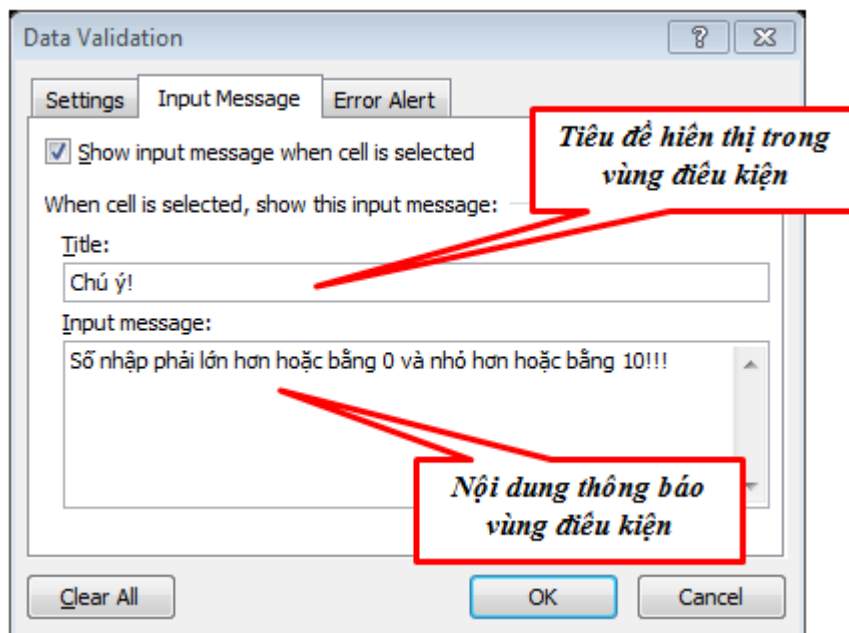 Data Validation
Settings Input Message Error Alert
Show input message when cell is selected
Tiêu đề hiển thị trong
vùng điều kiện
When cell is selected, show this input message:
Title:
Chú ý!
Input message:
Số nhập phải lớn hơn hoặc bằng 0 và nhỏ hơn hoặc bằng 10!!!
Nội dung thông báo
vùng điều kiện
Clear All OK Cancel